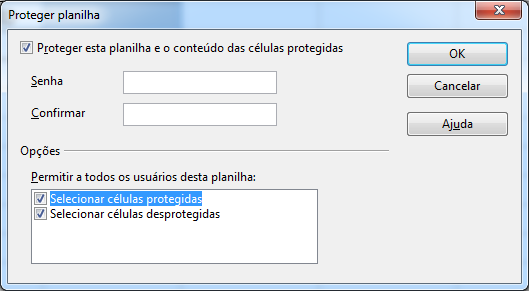 Proteger planilha
Proteger esta planilha e o conteúdo das células protegidas
OK
Senha
Cancelar
Confirmar
Ajuda
Opções
Permitir a todos os usuários desta planilha:
Selecionar células protegidas
Selecionar células desprotegidas